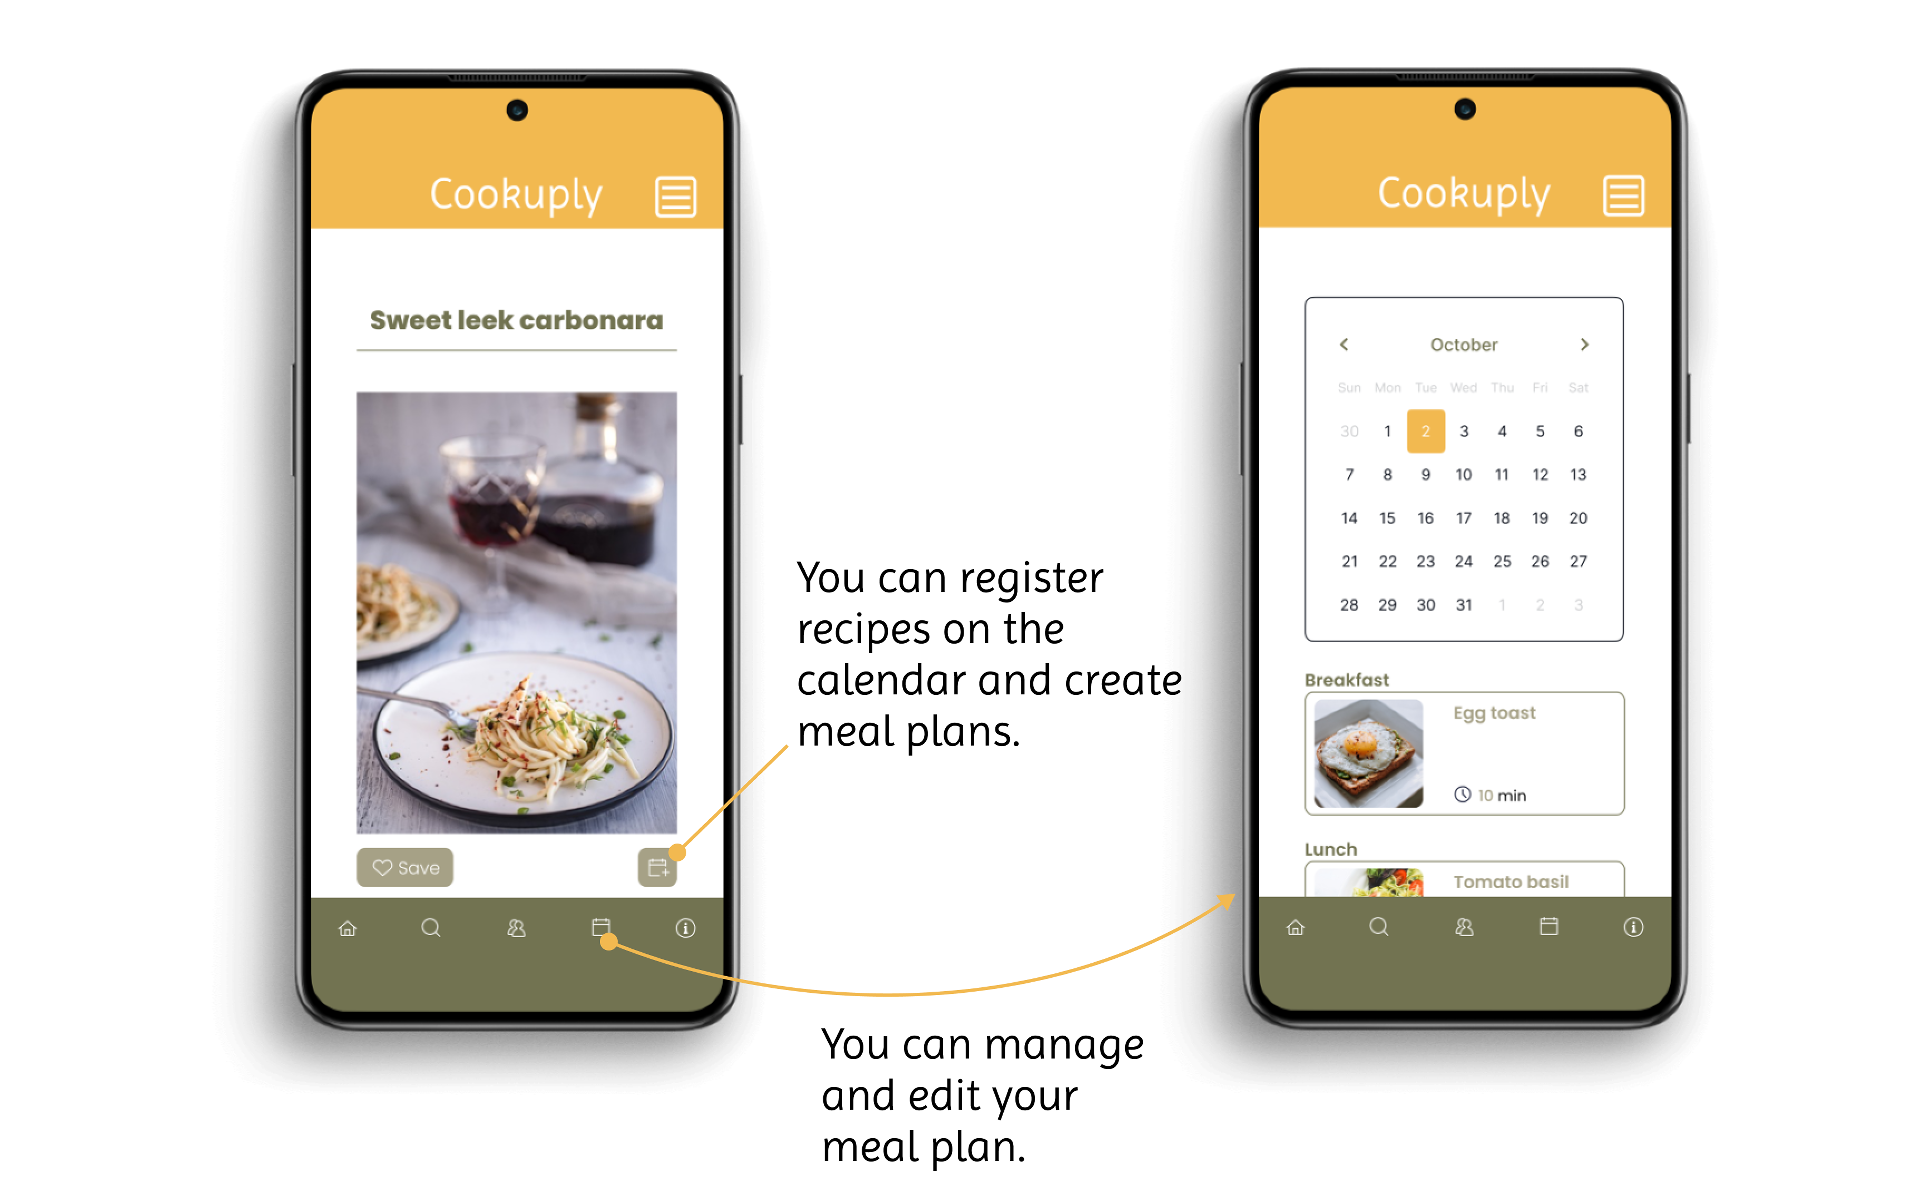 Cookuply
Sweet leek carbonara
Save
You can register
recipes on the
calendar and create
meal plans.
You can manage
and edit your
meal plan.
Cookuply
October
Sun Mon Tue Wed Thu Fri Sat
30 1 2 3 4 5 6
7 8 9 10 11 12 13
14 15 16 17 18 19 20
21 22 23 24 25 26 27
28 29 30 31 1 2 3
Breakfast
Egg toast
10 min
Lunch
Tomato basil